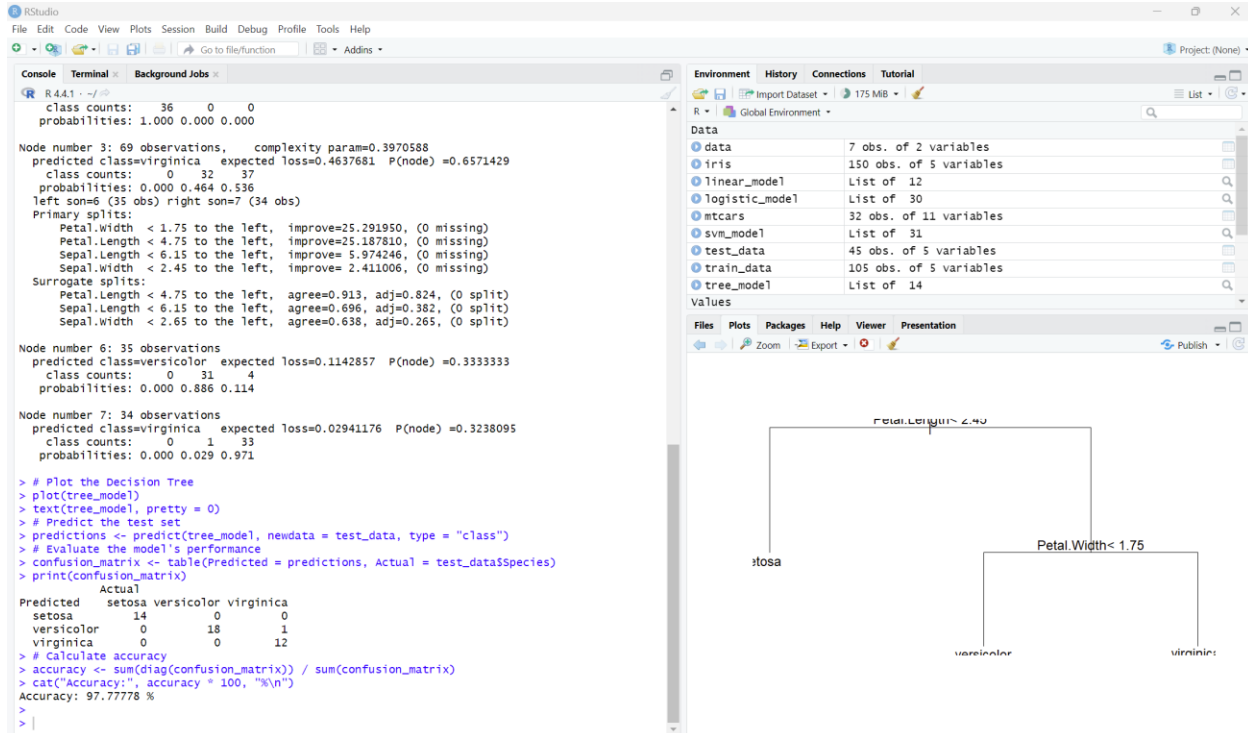 RStudio
File Edit Code View Plots Session Build Debug Profile Tools Help
Go to file/function Addins Project: (None)
Console Terminal Background Jobs
R 4.4.1 · ~/
class counts: 36 0 0
probabilities: 1.000 0.000 0.000
Node number 3: 69 observations, complexity param=0.3970588
predicted class=virginica expected loss=0.4637681 P(node) =0.6571429
class counts: 0 32 37
probabilities: 0.000 0.464 0.536
left son=6 (35 obs) right son=7 (34 obs)
Primary splits:
Petal.Width < 1.75 to the left, improve=25.291950, (0 missing)
Petal.Length < 4.75 to the left, improve=25.187810, (0 missing)
Sepal.Length < 6.15 to the left, improve= 5.974246, (0 missing)
Sepal.Width < 2.45 to the left, improve= 2.411006, (0 missing)
Surrogate splits:
Petal.Length < 4.75 to the left, agree=0.913, adj=0.824, (0 split)
Sepal.Length < 6.15 to the left, agree=0.696, adj=0.382, (0 split)
Sepal.Width < 2.65 to the left, agree=0.638, adj=0.265, (0 split)
Node number 6: 35 observations
predicted class=versicolor expected loss=0.1142857 P(node) =0.3333333
class counts: 0 31 4
probabilities: 0.000 0.886 0.114
Node number 7: 34 observations
predicted class=virginica expected loss=0.02941176 P(node) =0.3238095
class counts: 0 1 33
probabilities: 0.000 0.029 0.971
> # Plot the Decision Tree
> plot(tree_model)
> text(tree_model, pretty = 0)
> # Predict the test set
> predictions <- predict(tree_model, newdata = test_data, type = "class")
> # Evaluate the model's performance
> confusion_matrix <- table(Predicted = predictions, Actual = test_data$Species)
> print(confusion_matrix)
Actual
Predicted setosa versicolor virginica
setosa 14 0 0
versicolor 0 18 1
virginica 0 0 12
> # Calculate accuracy
> accuracy <- sum(diag(confusion_matrix)) / sum(confusion_matrix)
> cat("Accuracy:", accuracy * 100, "%\n")
Accuracy: 97.77778 %
>
>
Environment History Connections Tutorial
Import Dataset 175 MiB List
R Global Environment
Data
data 7 obs. of 2 variables
iris 150 obs. of 5 variables
linear_model List of 12
logistic_model List of 30
mtcars 32 obs. of 11 variables
svm_model List of 31
test_data 45 obs. of 5 variables
train_data 105 obs. of 5 variables
tree_model List of 14
Values
Files Plots Packages Help Viewer Presentation
Zoom Export Publish
Petal.Length< 2.45
Petal.Width< 1.75
etosa
versicolor virginica